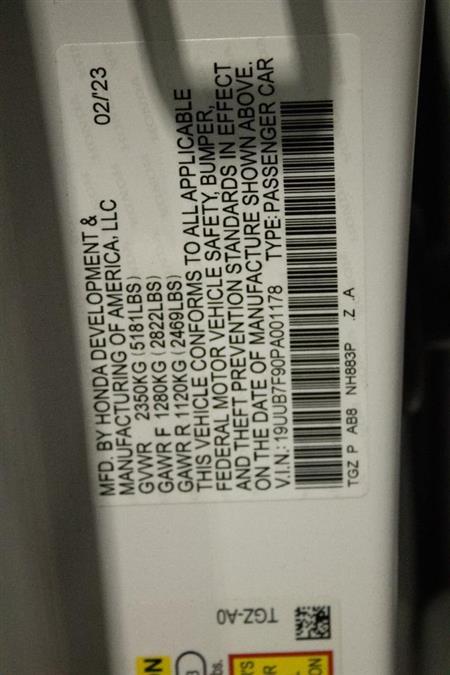 MFD. BY HONDA DEVELOPMENT & 02/'23
MANUFACTURING OF AMERICA, LLC
GVWR 2350KG (5181LBS)
GAWR F 1280KG (2822LBS)
GAWR R 1120KG (2469LBS)
THIS VEHICLE CONFORMS TO ALL APPLICABLE
FEDERAL MOTOR VEHICLE SAFETY, BUMPER,
AND THEFT PREVENTION STANDARDS IN EFFECT
ON THE DATE OF MANUFACTURE SHOWN ABOVE.
V.I.N.: 19UUB7F90PA001178 TYPE: PASSENGER CAR
TGZ P AB8 NH883P .Z .A
TGZ-A0